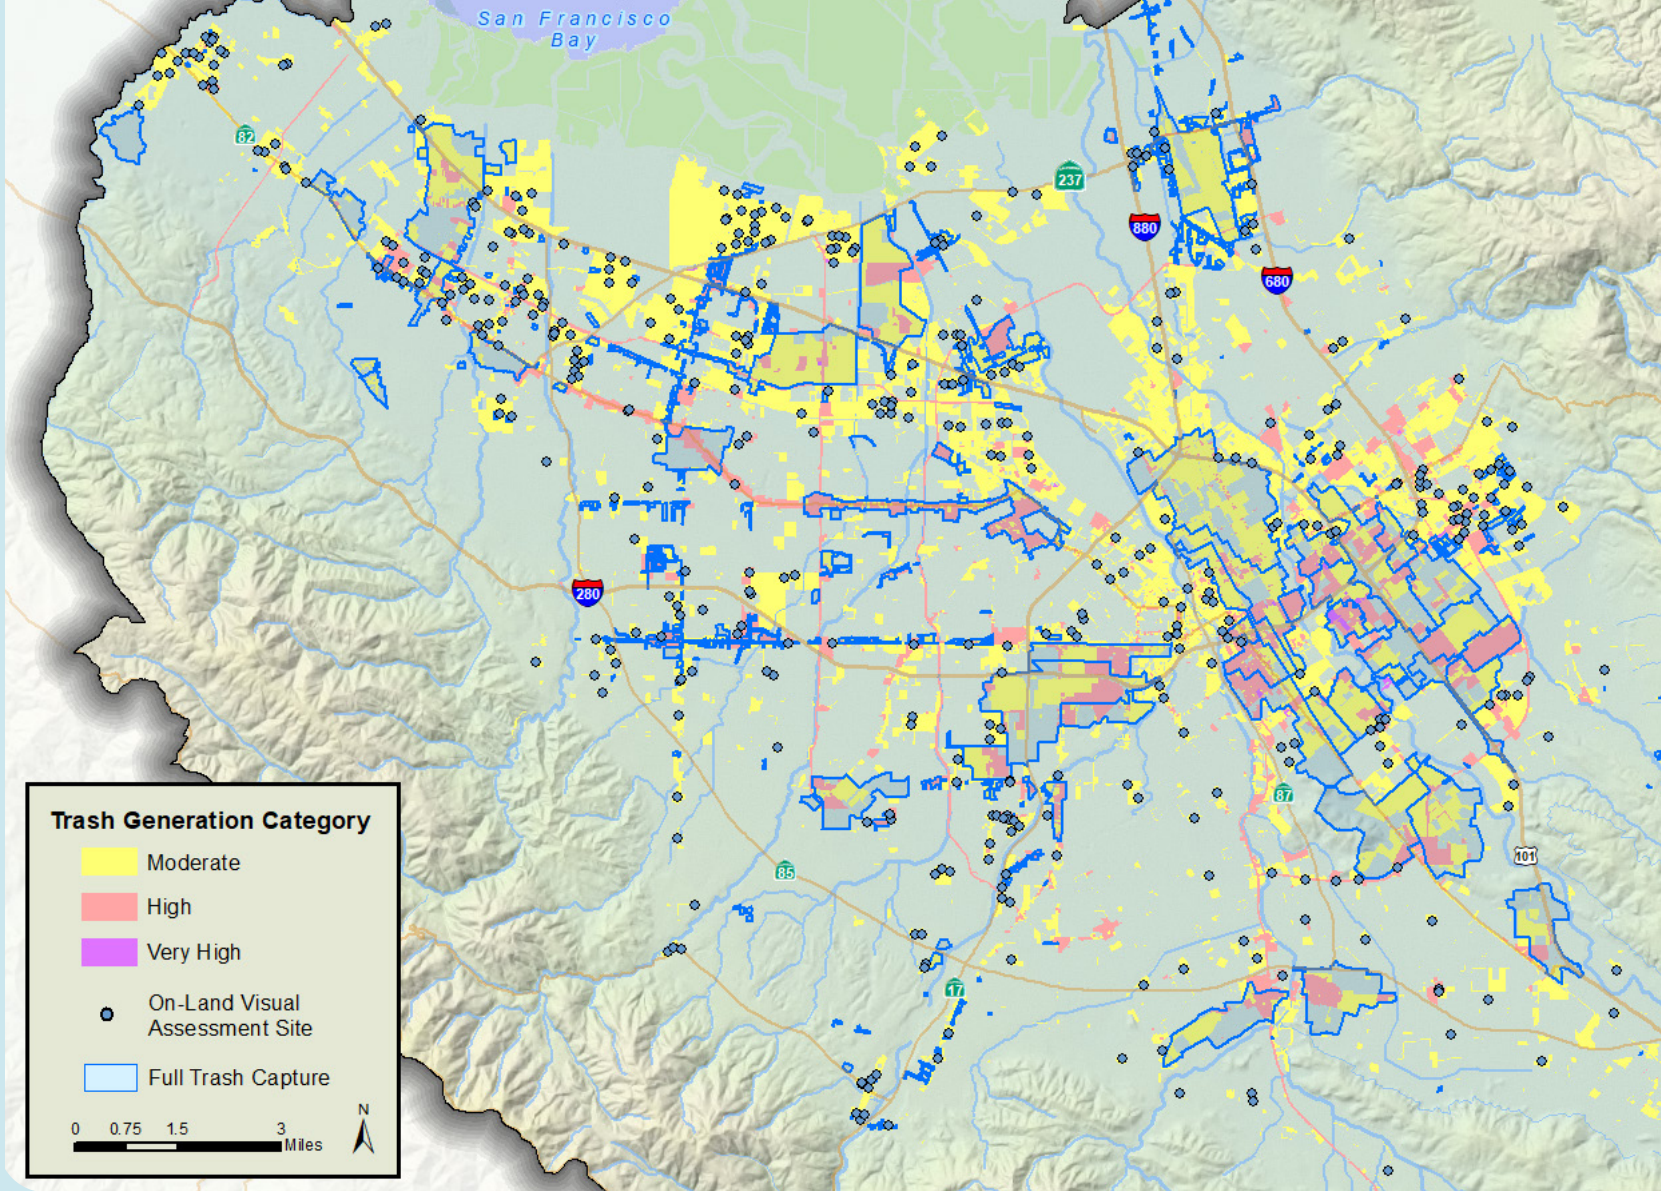 San Francisco
Bay
82
237
880
680
280
87
101
85
17
Trash Generation Category
Moderate
High
Very High
On-Land Visual
Assessment Site
Full Trash Capture
0 0.75 1.5 3
Miles
N